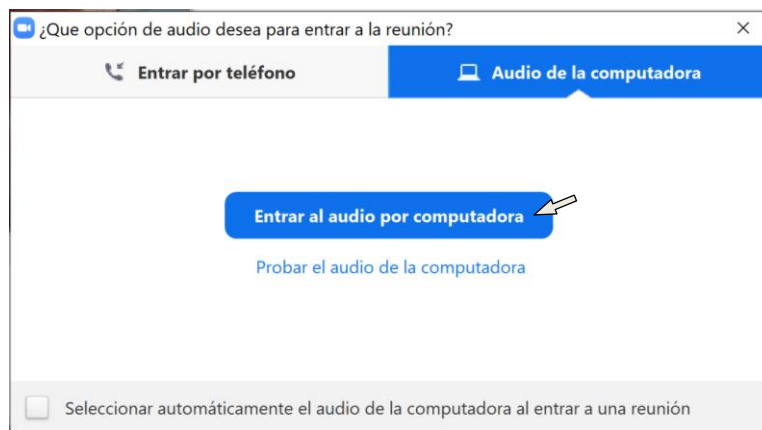 ¿Que opción de audio desea para entrar a la reunión?
Entrar por teléfono
Audio de la computadora
Entrar al audio por computadora
Probar el audio de la computadora
Seleccionar automáticamente el audio de la computadora al entrar a una reunión